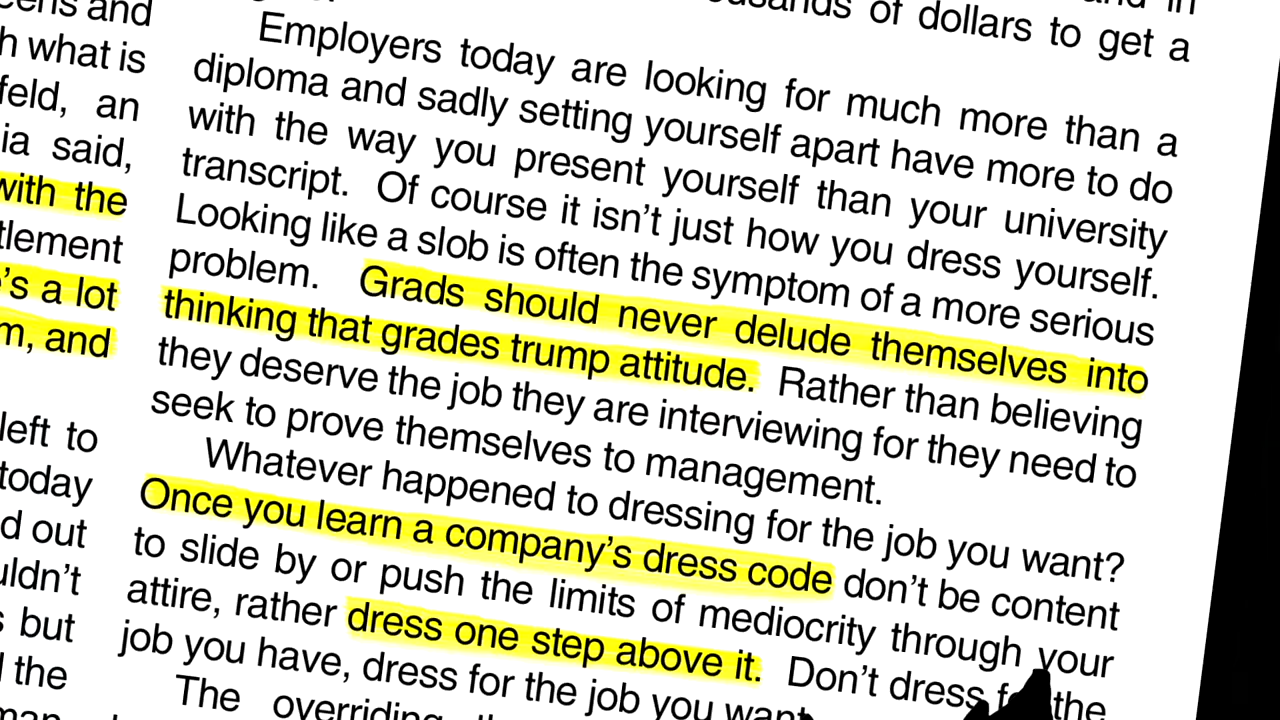 h what is
an
said,
with the
a lot
and
left to
today
out
but
the
of dollars to get a
Employers today are looking for much more than a
diploma and sadly setting yourself apart have more to do
with the way you present yourself than your university
transcript. Of course it isn't just how you dress yourself.
Looking like a slob is often the symptom of a more serious
problem. Grads should never delude themselves into
thinking that grades trump attitude. Rather than believing
they deserve the job they are interviewing for they need to
seek to prove themselves to management.
Whatever happened to dressing for the job you want?
Once you learn a company's dress code don't be content
to slide by or push the limits of mediocrity through your
attire, rather dress one step above it. Don't dress the
job you have, dress for the job you want
The overriding